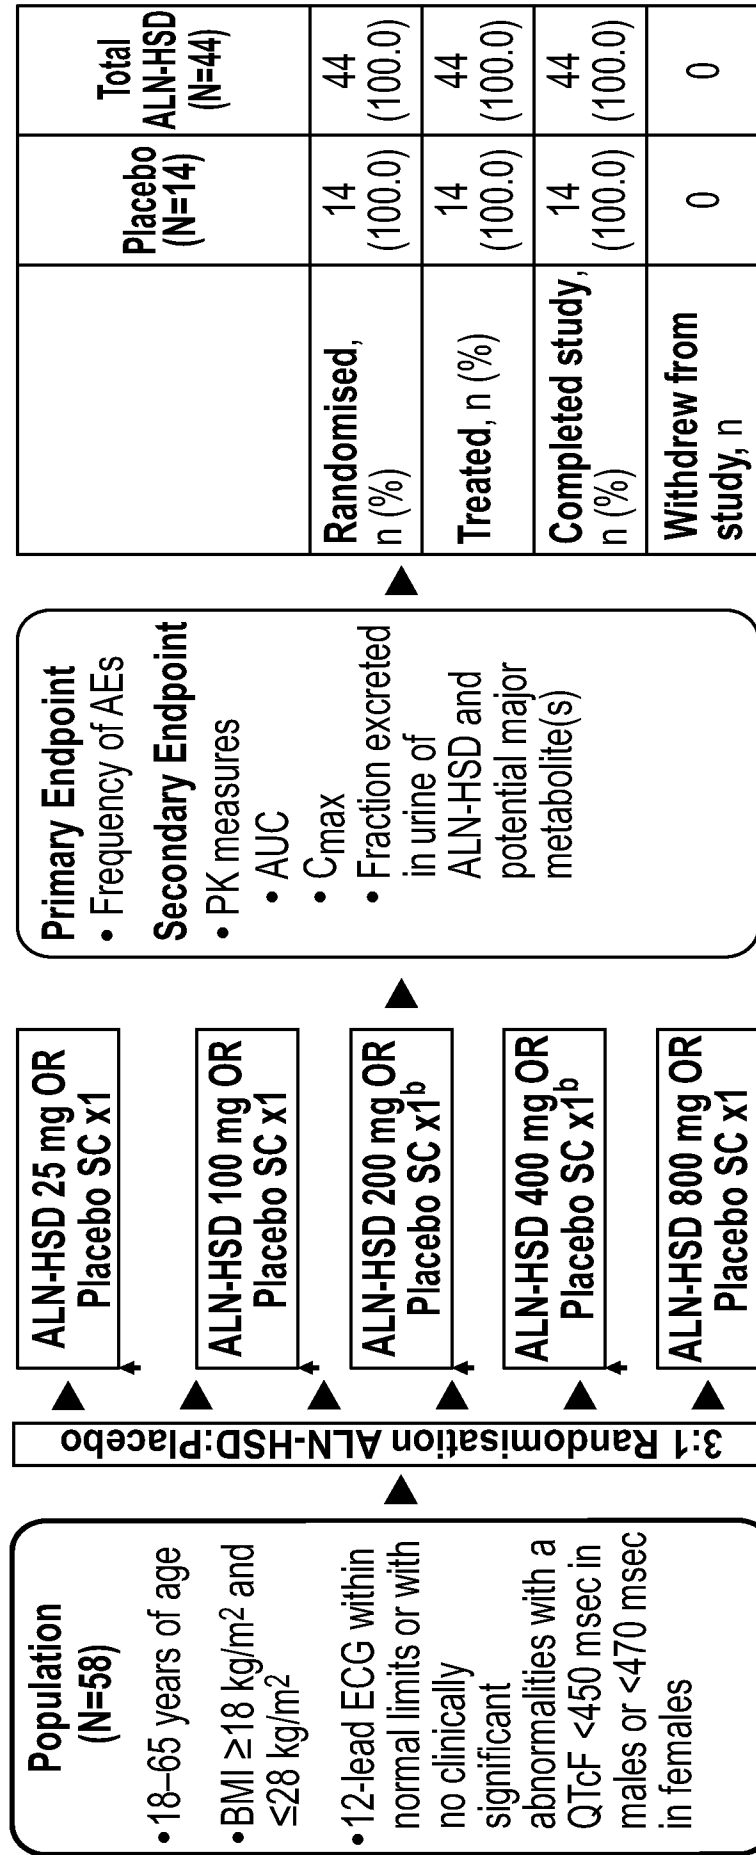 Population
(N=58)
• 18–65 years of age
• BMI ≥18 kg/m² and
≤28 kg/m²
• 12-lead ECG within
normal limits or with
no clinically
significant
abnormalities with a
QTcF <450 msec in
males or <470 msec
in females
3:1 Randomisation ALN-HSD:Placebo
ALN-HSD 25 mg OR
Placebo SC x1
ALN-HSD 100 mg OR
Placebo SC x1
ALN-HSD 200 mg OR
Placebo SC x1ᵇ
ALN-HSD 400 mg OR
Placebo SC x1ᵇ
ALN-HSD 800 mg OR
Placebo SC x1
Primary Endpoint
• Frequency of AEs
Secondary Endpoint
• PK measures
• AUC
• Cmax
• Fraction excreted
in urine of
ALN-HSD and
potential major
metabolite(s)
Placebo
(N=14)
Total
ALN-HSD
(N=44)
Randomised,
n (%)
14
(100.0)
44
(100.0)
Treated, n (%)
14
(100.0)
44
(100.0)
Completed study,
n (%)
14
(100.0)
44
(100.0)
Withdrew from
study, n
0
0